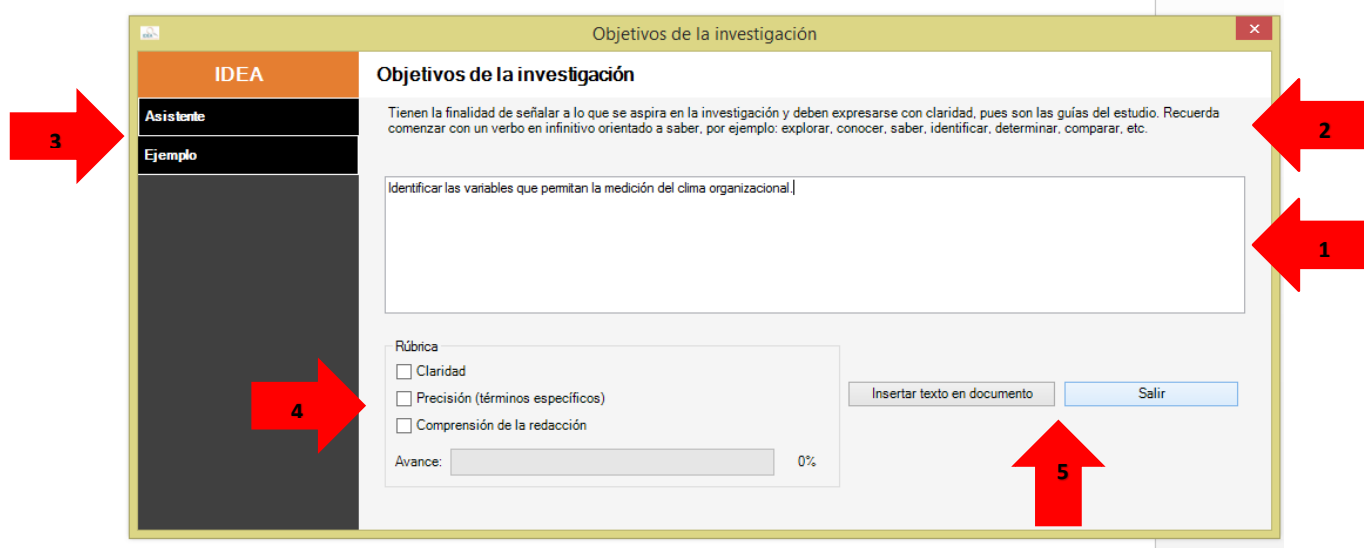 Objetivos de la investigación
IDEA
Objetivos de la investigación
Asistente
Ejemplo
Tienen la finalidad de señalar a lo que se aspira en la investigación y deben expresarse con claridad, pues son las guías del estudio. Recuerda
comenzar con un verbo en infinitivo orientado a saber, por ejemplo: explorar, conocer, saber, identificar, determinar, comparar, etc.
3
2
Identificar las variables que permitan la medición del clima organizacional.
1
Rúbrica
Claridad
Precisión (términos específicos)
Comprensión de la redacción
Avance: 0%
4
Insertar texto en documento
Salir
5